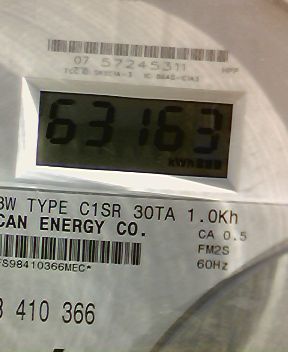 07 57245311
63163
3W TYPE C1SR 30TA 1.0Kh
CAN ENERGY CO.
CA 0.5
FM2S
60Hz
FS98410366MEC*
410 366